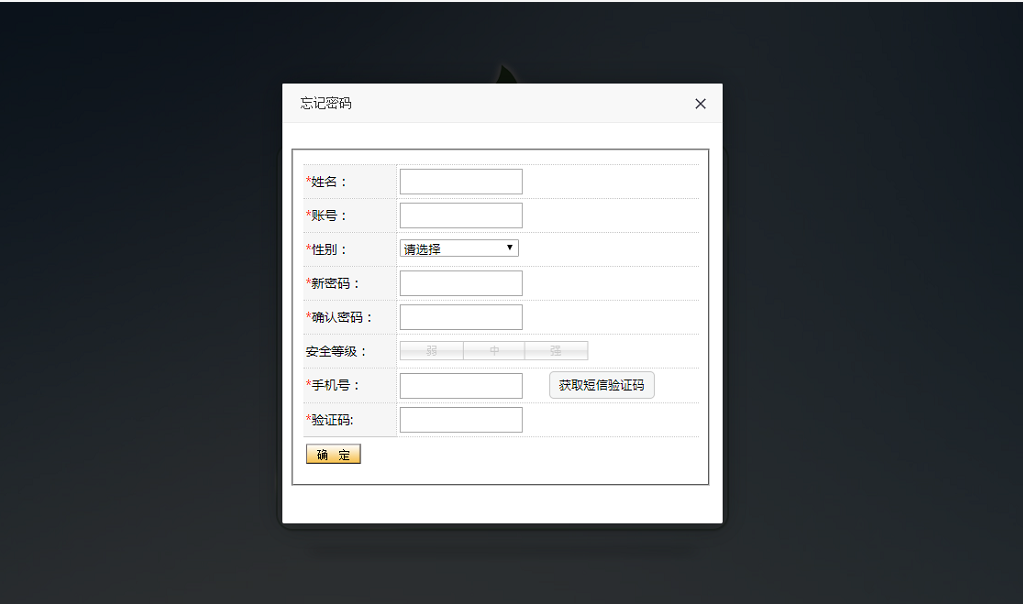 忘记密码
*姓名：
*账号：
*性别： 请选择
*新密码：
*确认密码：
安全等级： 弱 中 强
*手机号： 获取短信验证码
*验证码:
确 定